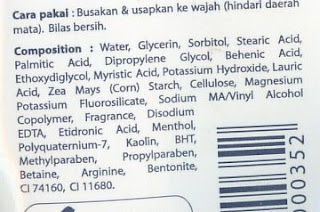 Cara pakai : Busakan & usapkan ke wajah (hindari daerah
mata). Bilas bersih.
Composition : Water, Glycerin, Sorbitol, Stearic Acid,
Palmitic Acid, Dipropylene Glycol, Behenic Acid,
Ethoxydiglycol, Myristic Acid, Potassium Hydroxide, Lauric
Acid, Zea Mays (Corn) Starch, Cellulose, Magnesium
Potassium Fluorosilicate, Sodium MA/Vinyl Alcohol
Copolymer, Fragrance, Disodium
EDTA, Etidronic Acid, Menthol,
Polyquaternium-7, Kaolin, BHT,
Methylparaben, Propylparaben,
Betaine, Arginine, Bentonite,
CI 74160, CI 11680.
000352